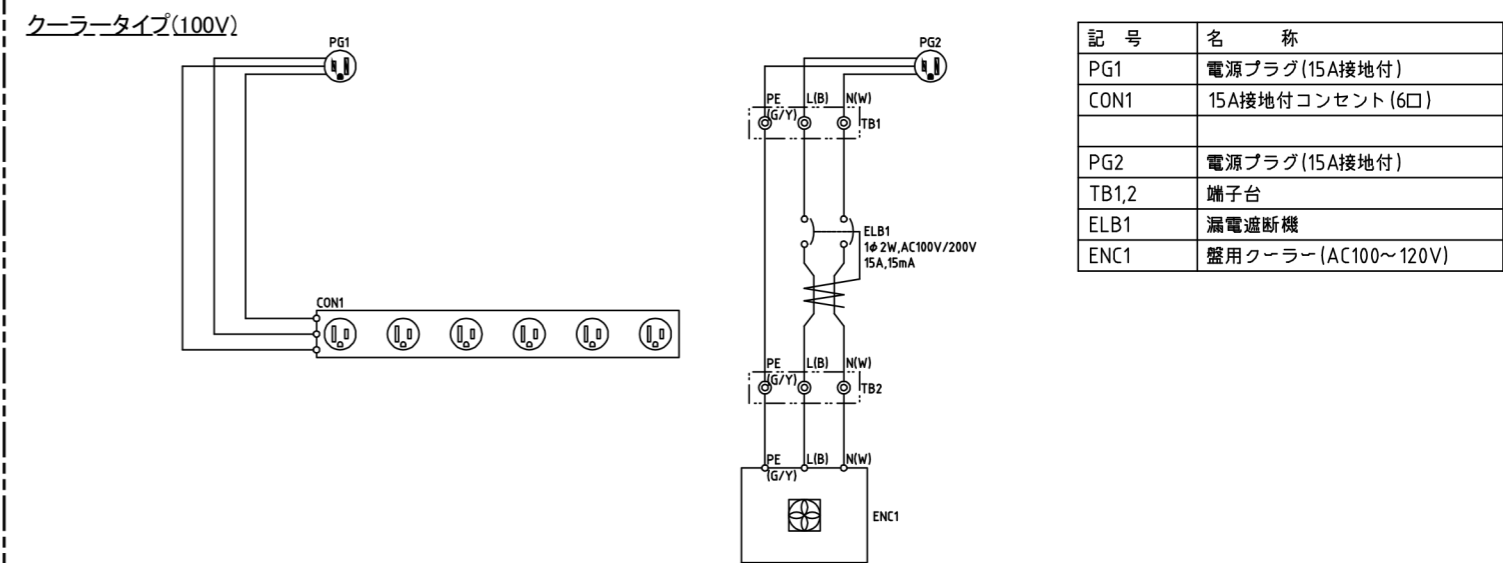 クーラータイプ(100V)
PG1
CON1
PG2
PE L(B) N(W)
(G/Y)
TB1
ELB1
1φ2W,AC100V/200V
15A,15mA
PE L(B) N(W)
(G/Y)
TB2
PE L(B) N(W)
(G/Y)
ENC1
記 号 名 称
PG1 電源プラグ(15A接地付)
CON1 15A接地付コンセント(6口)
PG2 電源プラグ(15A接地付)
TB1,2 端子台
ELB1 漏電遮断機
ENC1 盤用クーラー(AC100～120V)